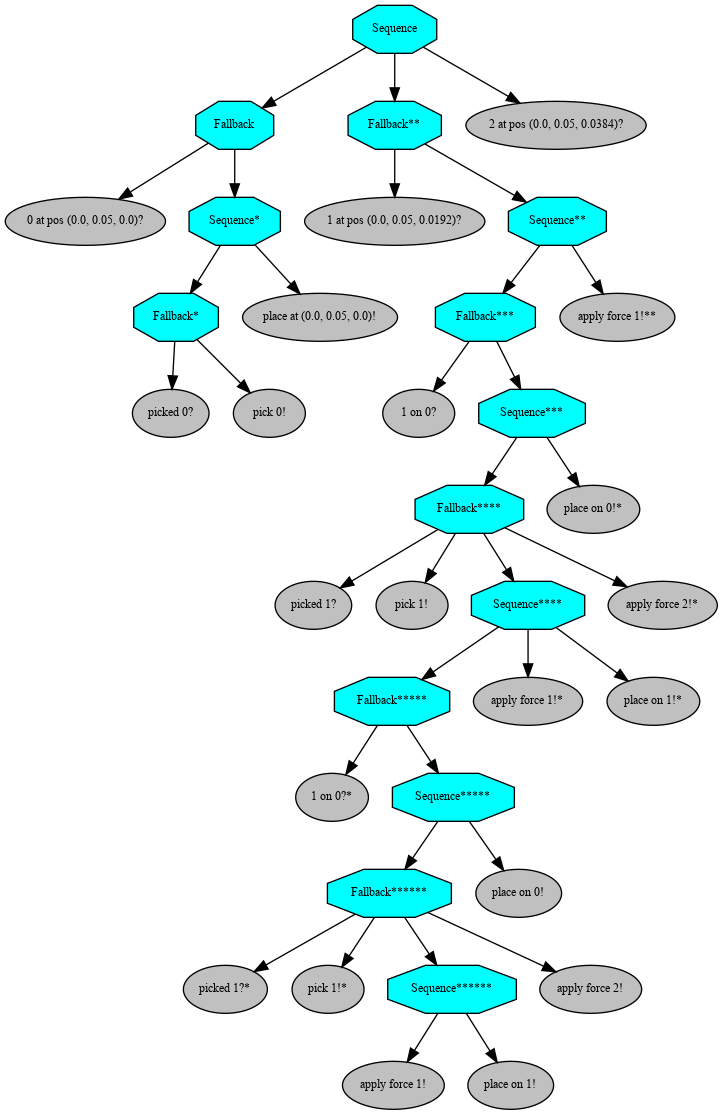 Sequence
Fallback
Fallback**
2 at pos (0.0, 0.05, 0.0384)?
0 at pos (0.0, 0.05, 0.0)?
Sequence*
1 at pos (0.0, 0.05, 0.0192)?
Sequence**
Fallback*
place at (0.0, 0.05, 0.0)!
Fallback***
apply force 1!**
picked 0?
pick 0!
1 on 0?
Sequence***
Fallback****
place on 0!*
picked 1?
pick 1!
Sequence****
apply force 2!*
Fallback*****
apply force 1!*
place on 1!*
1 on 0?*
Sequence*****
Fallback******
place on 0!
picked 1?*
pick 1!*
Sequence******
apply force 2!
apply force 1!
place on 1!